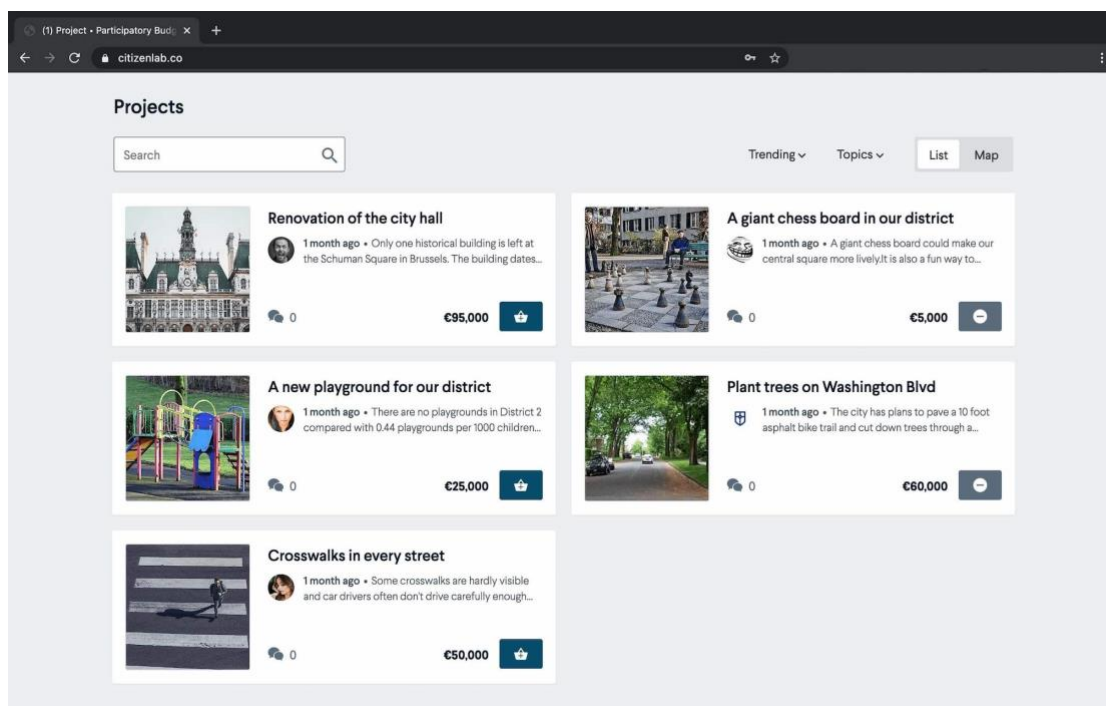 (1) Project • Participatory Budg
citizenlab.co
Projects
Search
Trending
Topics
List
Map
Renovation of the city hall
1 month ago • Only one historical building is left at
the Schuman Square in Brussels. The building dates...
0
€95,000
A giant chess board in our district
1 month ago • A giant chess board could make our
central square more lively.It is also a fun way to...
0
€5,000
A new playground for our district
1 month ago • There are no playgrounds in District 2
compared with 0.44 playgrounds per 1000 children...
0
€25,000
Plant trees on Washington Blvd
1 month ago • The city has plans to pave a 10 foot
asphalt bike trail and cut down trees through a...
0
€60,000
Crosswalks in every street
1 month ago • Some crosswalks are hardly visible
and car drivers often don't drive carefully enough...
0
€50,000